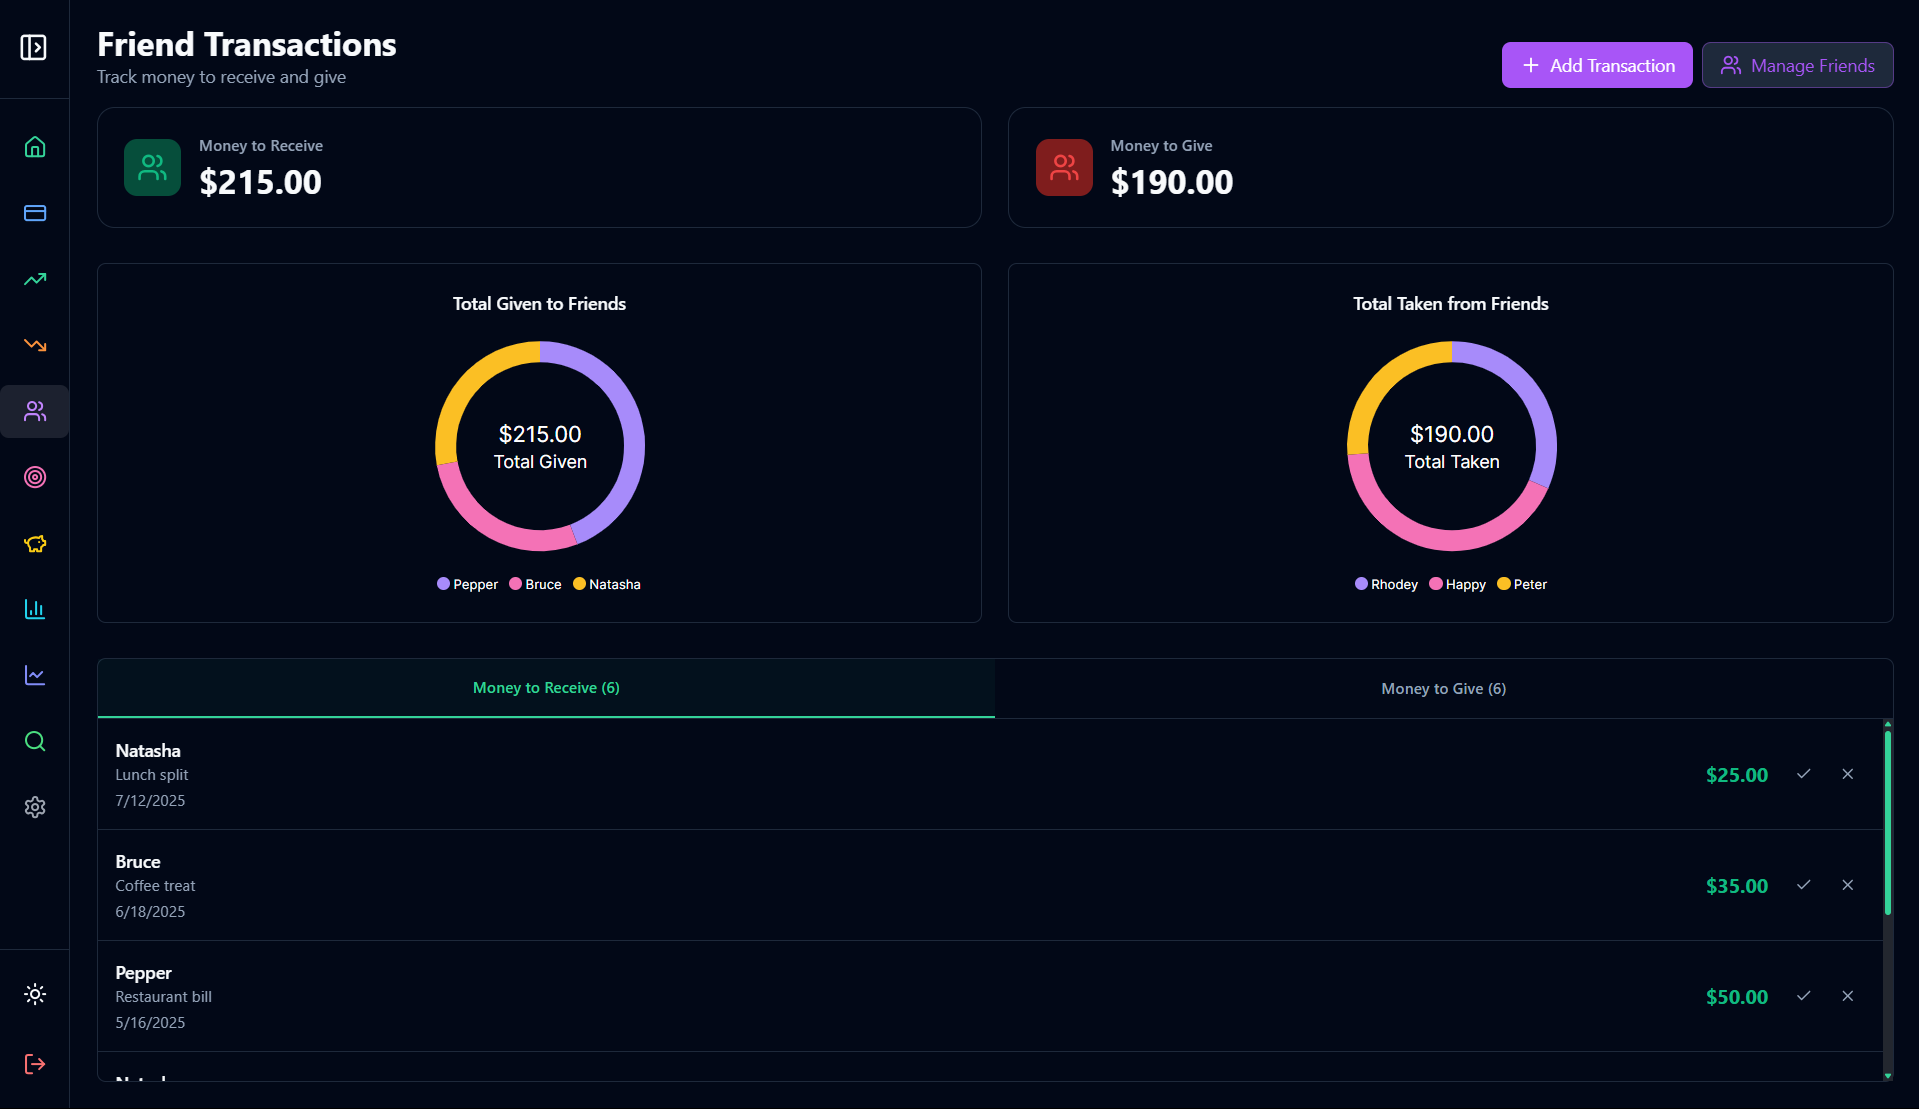 Friend Transactions
Track money to receive and give
Add Transaction
Manage Friends
Money to Receive
$215.00
Money to Give
$190.00
Total Given to Friends
$215.00
Total Given
Pepper Bruce Natasha
Total Taken from Friends
$190.00
Total Taken
Rhodey Happy Peter
Money to Receive (6)
Money to Give (6)
Natasha
Lunch split
7/12/2025
$25.00
Bruce
Coffee treat
6/18/2025
$35.00
Pepper
Restaurant bill
5/16/2025
$50.00